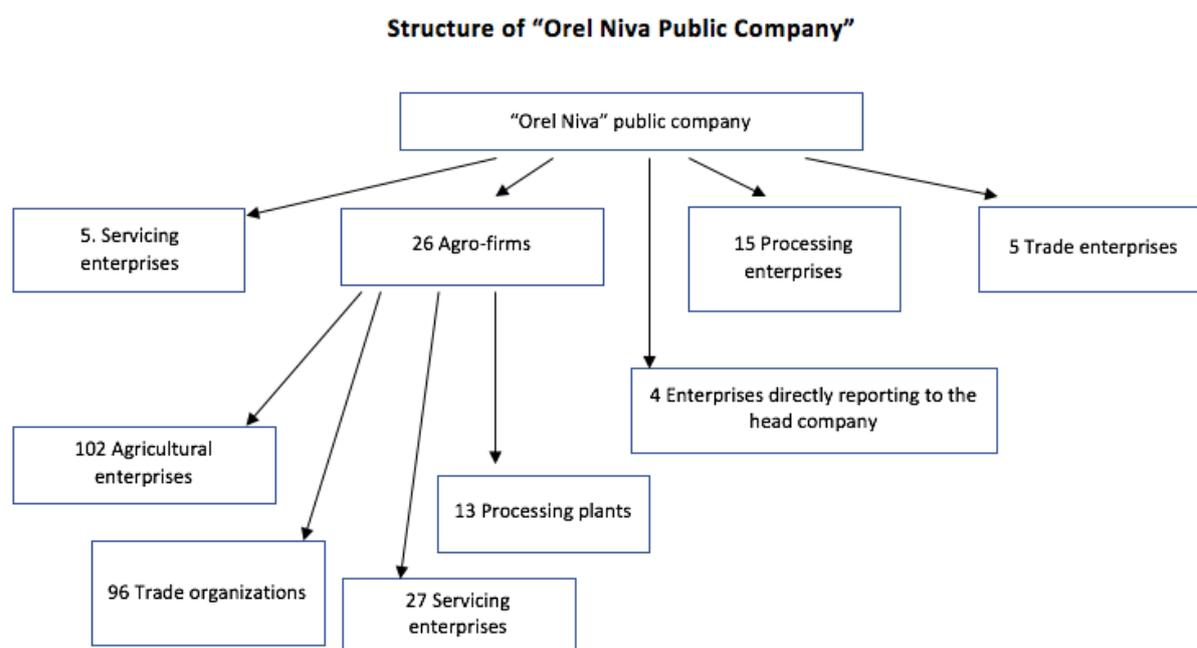 Structure of “Orel Niva Public Company”
“Orel Niva” public company
5. Servicing
enterprises
26 Agro-firms
15 Processing
enterprises
5 Trade enterprises
4 Enterprises directly reporting to the
head company
102 Agricultural
enterprises
13 Processing plants
96 Trade organizations
27 Servicing
enterprises